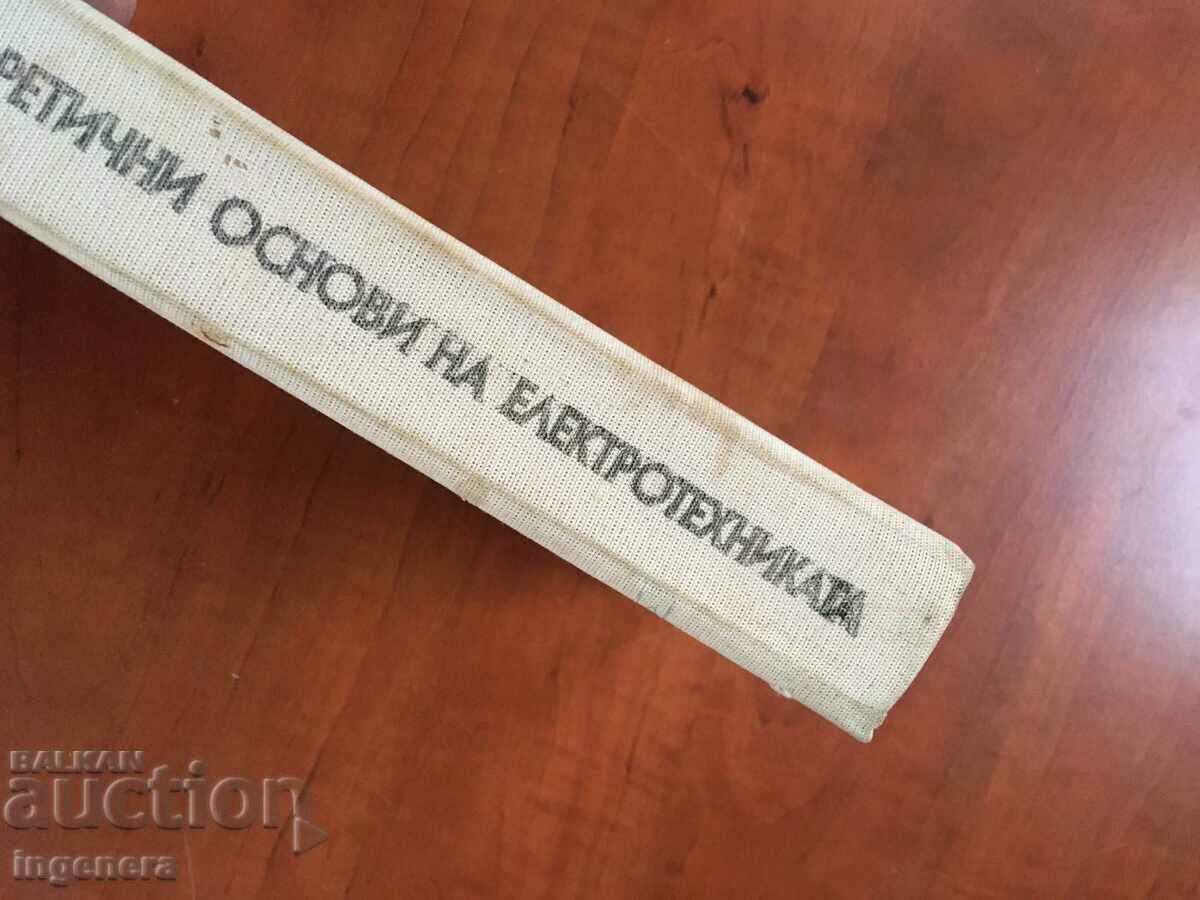 РЕТИЧНИ ОСНОВИ НА ЕЛЕКТРОТЕХНИКАТА
BALKAN
auction
ingenera